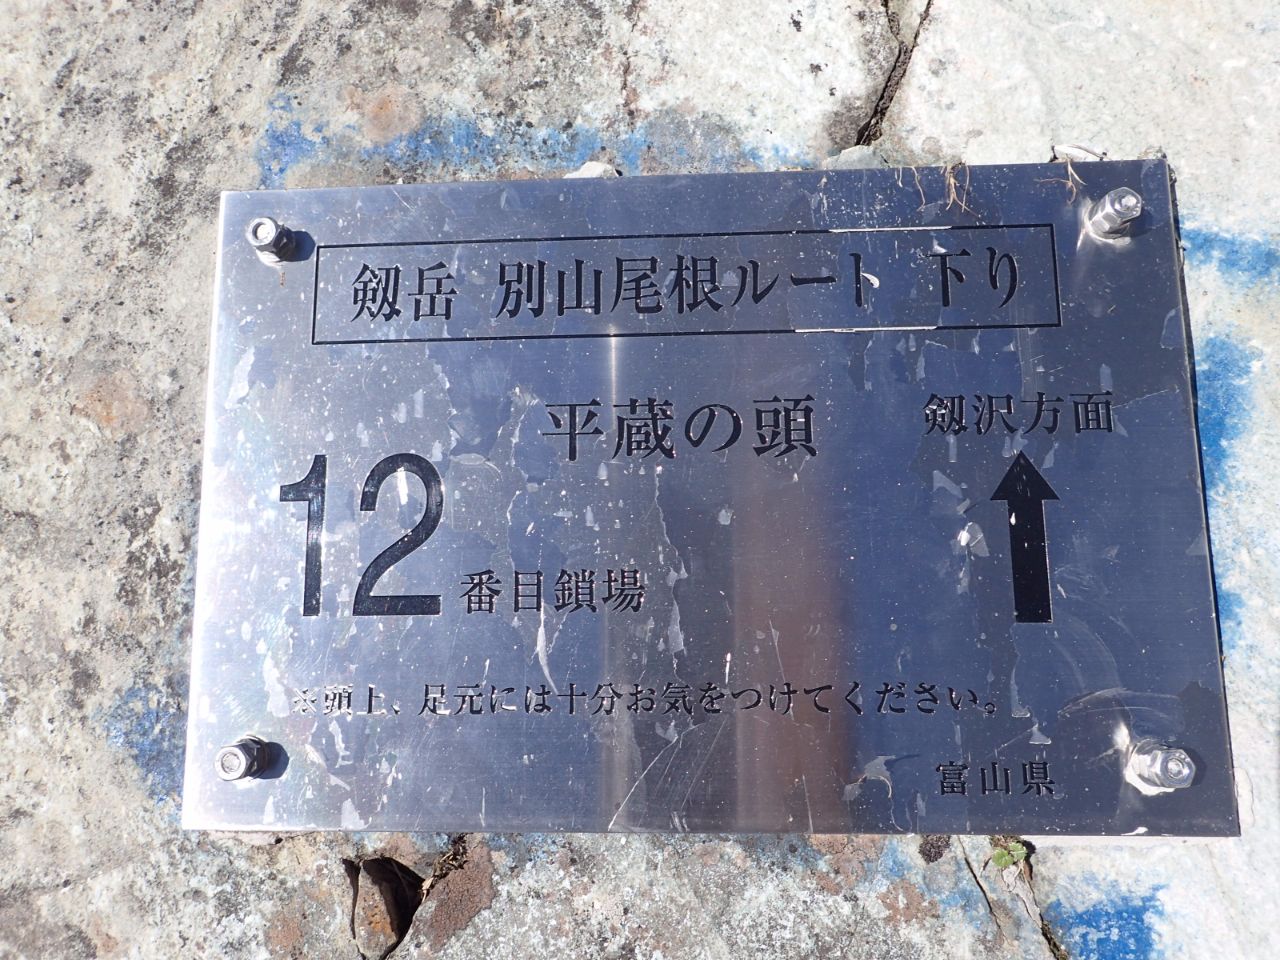 剱岳 別山尾根ルート 下り
平蔵の頭
剱沢方面
12番目鎖場
※頭上、足元には十分お気をつけてください。
富山県